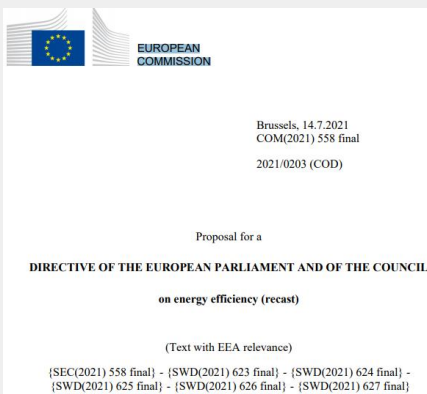 EUROPEAN
COMMISSION
Brussels, 14.7.2021
COM(2021) 558 final
2021/0203 (COD)
Proposal for a
DIRECTIVE OF THE EUROPEAN PARLIAMENT AND OF THE COUNCIL
on energy efficiency (recast)
(Text with EEA relevance)
{SEC(2021) 558 final} - {SWD(2021) 623 final} - {SWD(2021) 624 final} -
{SWD(2021) 625 final} - {SWD(2021) 626 final} - {SWD(2021) 627 final}